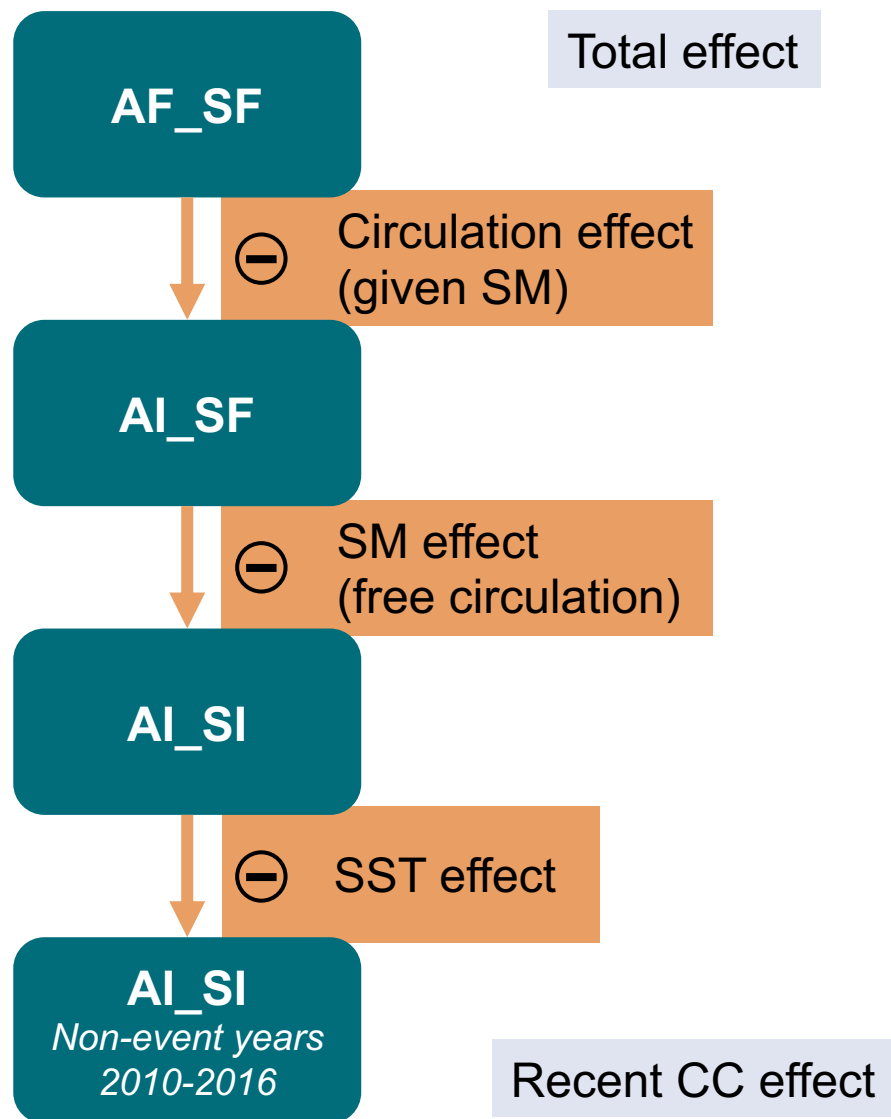 Total effect
AF_SF
Circulation effect
(given SM)
AI_SF
SM effect
(free circulation)
AI_SI
SST effect
AI_SI
Non-event years
2010-2016
Recent CC effect